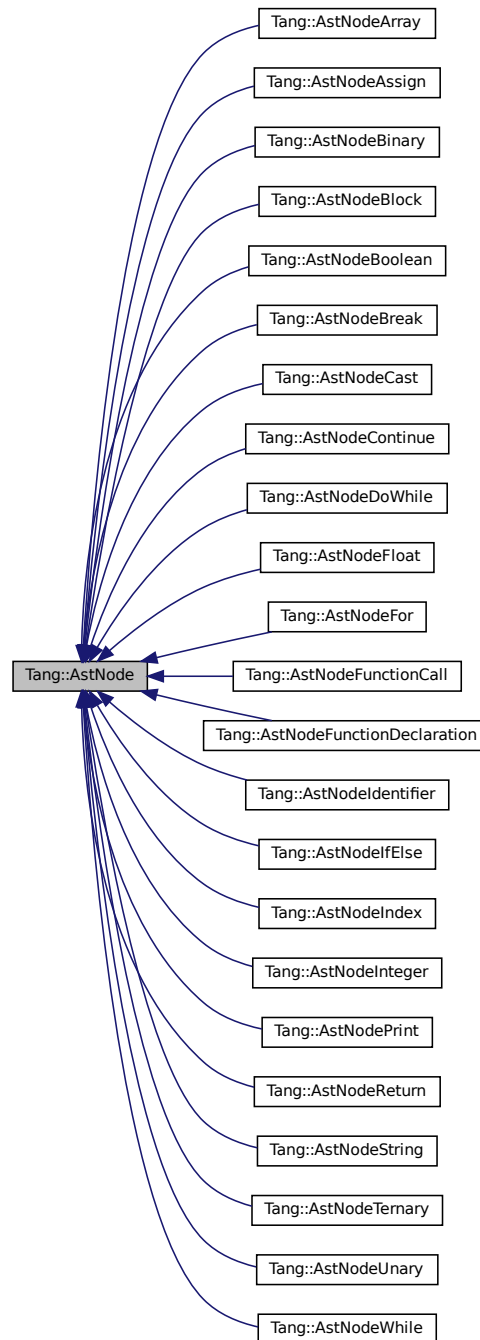 Tang::AstNodeArray
Tang::AstNodeAssign
Tang::AstNodeBinary
Tang::AstNodeBlock
Tang::AstNodeBoolean
Tang::AstNodeBreak
Tang::AstNodeCast
Tang::AstNodeContinue
Tang::AstNodeDoWhile
Tang::AstNodeFloat
Tang::AstNodeFor
Tang::AstNode
Tang::AstNodeFunctionCall
Tang::AstNodeFunctionDeclaration
Tang::AstNodeIdentifier
Tang::AstNodeIfElse
Tang::AstNodeIndex
Tang::AstNodeInteger
Tang::AstNodePrint
Tang::AstNodeReturn
Tang::AstNodeString
Tang::AstNodeTernary
Tang::AstNodeUnary
Tang::AstNodeWhile